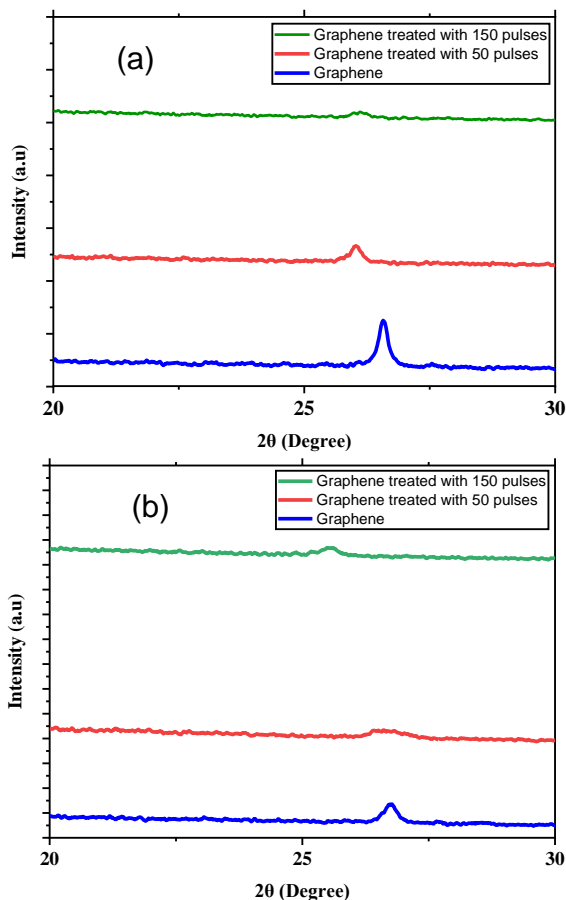 (a)
Graphene treated with 150 pulses
Graphene treated with 50 pulses
Graphene
Intensity (a.u)
20
25
30
2θ (Degree)
(b)
Graphene treated with 150 pulses
Graphene treated with 50 pulses
Graphene
Intensity (a.u)
20
25
30
2θ (Degree)